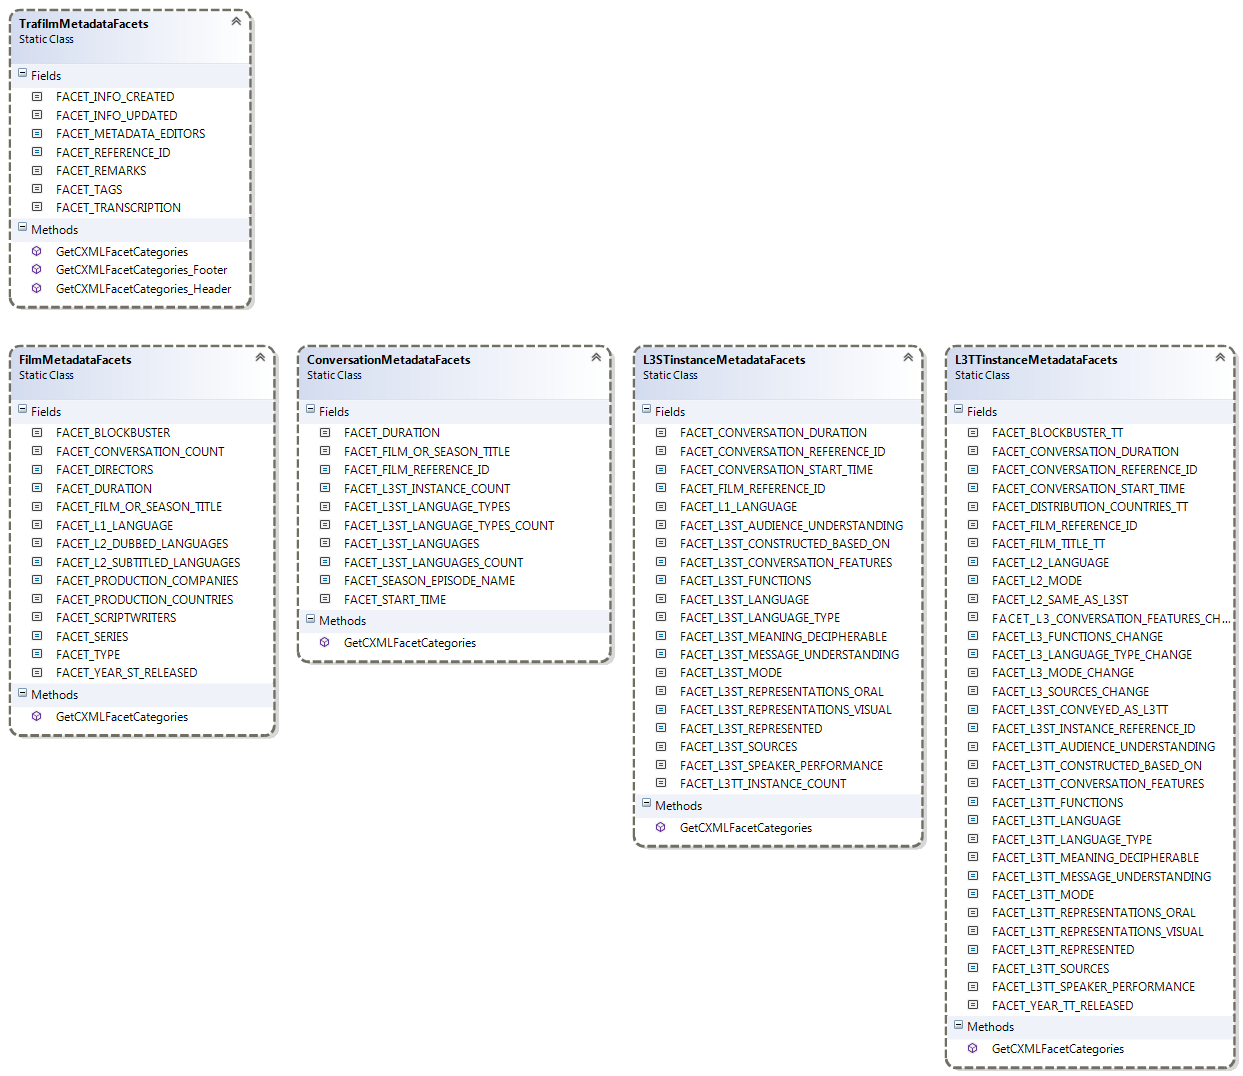 TrafilmMetadataFacets
Static Class
Fields
FACET_INFO_CREATED
FACET_INFO_UPDATED
FACET_METADATA_EDITORS
FACET_REFERENCE_ID
FACET_REMARKS
FACET_TAGS
FACET_TRANSCRIPTION
Methods
GetCXMLFacetCategories
GetCXMLFacetCategories_Footer
GetCXMLFacetCategories_Header
FilmMetadataFacets
Static Class
Fields
FACET_BLOCKBUSTER
FACET_CONVERSATION_COUNT
FACET_DIRECTORS
FACET_DURATION
FACET_FILM_OR_SEASON_TITLE
FACET_L1_LANGUAGE
FACET_L2_DUBBED_LANGUAGES
FACET_L2_SUBTITLED_LANGUAGES
FACET_PRODUCTION_COMPANIES
FACET_PRODUCTION_COUNTRIES
FACET_SCRIPTWRITERS
FACET_SERIES
FACET_TYPE
FACET_YEAR_ST_RELEASED
Methods
GetCXMLFacetCategories
ConversationMetadataFacets
Static Class
Fields
FACET_DURATION
FACET_FILM_OR_SEASON_TITLE
FACET_FILM_REFERENCE_ID
FACET_L3ST_INSTANCE_COUNT
FACET_L3ST_LANGUAGE_TYPES
FACET_L3ST_LANGUAGE_TYPES_COUNT
FACET_L3ST_LANGUAGES
FACET_L3ST_LANGUAGES_COUNT
FACET_SEASON_EPISODE_NAME
FACET_START_TIME
Methods
GetCXMLFacetCategories
L3STinstanceMetadataFacets
Static Class
Fields
FACET_CONVERSATION_DURATION
FACET_CONVERSATION_REFERENCE_ID
FACET_CONVERSATION_START_TIME
FACET_FILM_REFERENCE_ID
FACET_L1_LANGUAGE
FACET_L3ST_AUDIENCE_UNDERSTANDING
FACET_L3ST_CONSTRUCTED_BASED_ON
FACET_L3ST_CONVERSATION_FEATURES
FACET_L3ST_FUNCTIONS
FACET_L3ST_LANGUAGE
FACET_L3ST_LANGUAGE_TYPE
FACET_L3ST_MEANING_DECIPHERABLE
FACET_L3ST_MESSAGE_UNDERSTANDING
FACET_L3ST_MODE
FACET_L3ST_REPRESENTATIONS_ORAL
FACET_L3ST_REPRESENTATIONS_VISUAL
FACET_L3ST_REPRESENTED
FACET_L3ST_SOURCES
FACET_L3ST_SPEAKER_PERFORMANCE
FACET_L3TT_INSTANCE_COUNT
Methods
GetCXMLFacetCategories
L3TTinstanceMetadataFacets
Static Class
Fields
FACET_BLOCKBUSTER_TT
FACET_CONVERSATION_DURATION
FACET_CONVERSATION_REFERENCE_ID
FACET_CONVERSATION_START_TIME
FACET_DISTRIBUTION_COUNTRIES_TT
FACET_FILM_REFERENCE_ID
FACET_FILM_TITLE_TT
FACET_L2_LANGUAGE
FACET_L2_MODE
FACET_L2_SAME_AS_L3ST
FACET_L3_CONVERSATION_FEATURES_CH...
FACET_L3_FUNCTIONS_CHANGE
FACET_L3_LANGUAGE_TYPE_CHANGE
FACET_L3_MODE_CHANGE
FACET_L3_SOURCES_CHANGE
FACET_L3ST_CONVEYED_AS_L3TT
FACET_L3ST_INSTANCE_REFERENCE_ID
FACET_L3TT_AUDIENCE_UNDERSTANDING
FACET_L3TT_CONSTRUCTED_BASED_ON
FACET_L3TT_CONVERSATION_FEATURES
FACET_L3TT_FUNCTIONS
FACET_L3TT_LANGUAGE
FACET_L3TT_LANGUAGE_TYPE
FACET_L3TT_MEANING_DECIPHERABLE
FACET_L3TT_MESSAGE_UNDERSTANDING
FACET_L3TT_MODE
FACET_L3TT_REPRESENTATIONS_ORAL
FACET_L3TT_REPRESENTATIONS_VISUAL
FACET_L3TT_REPRESENTED
FACET_L3TT_SOURCES
FACET_L3TT_SPEAKER_PERFORMANCE
FACET_YEAR_TT_RELEASED
Methods
GetCXMLFacetCategories